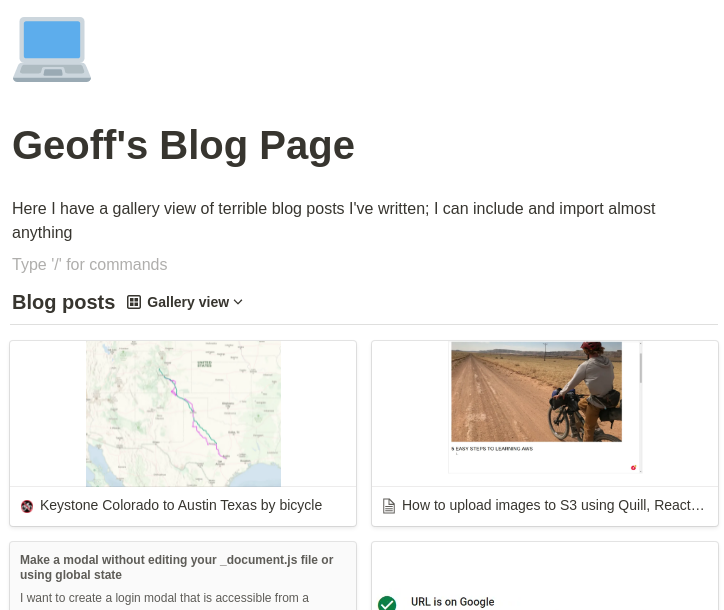 Geoff's Blog Page
Here I have a gallery view of terrible blog posts I've written; I can include and import almost
anything
Type '/' for commands
Blog posts
Gallery view
UNITED
STATES
5 EASY STEPS TO LEARNING AWS
Keystone Colorado to Austin Texas by bicycle
How to upload images to S3 using Quill, React…
Make a modal without editing your _document.js file or
using global state
I want to create a login modal that is accessible from a
URL is on Google